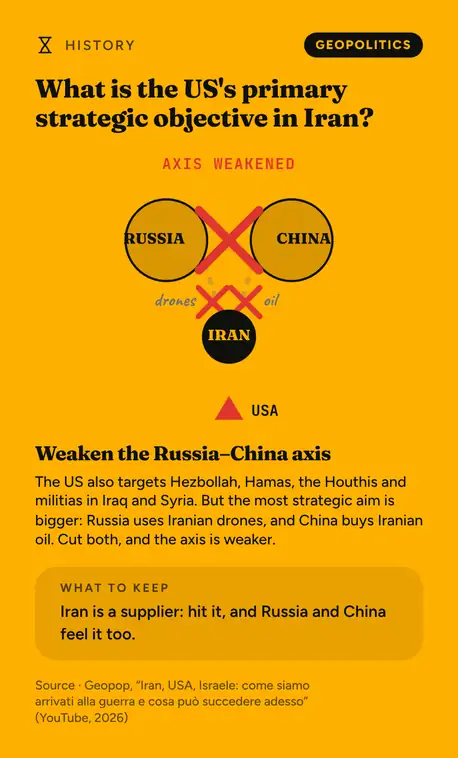 HISTORY
GEOPOLITICS
What is the US's primary
strategic objective in Iran?
AXIS WEAKENED
RUSSIA
CHINA
drones
oil
IRAN
USA
Weaken the Russia–China axis
The US also targets Hezbollah, Hamas, the Houthis and
militias in Iraq and Syria. But the most strategic aim is
bigger: Russia uses Iranian drones, and China buys Iranian
oil. Cut both, and the axis is weaker.
WHAT TO KEEP
Iran is a supplier: hit it, and Russia and China
feel it too.
Source · Geopop, “Iran, USA, Israele: come siamo
arrivati alla guerra e cosa può succedere adesso”
(YouTube, 2026)